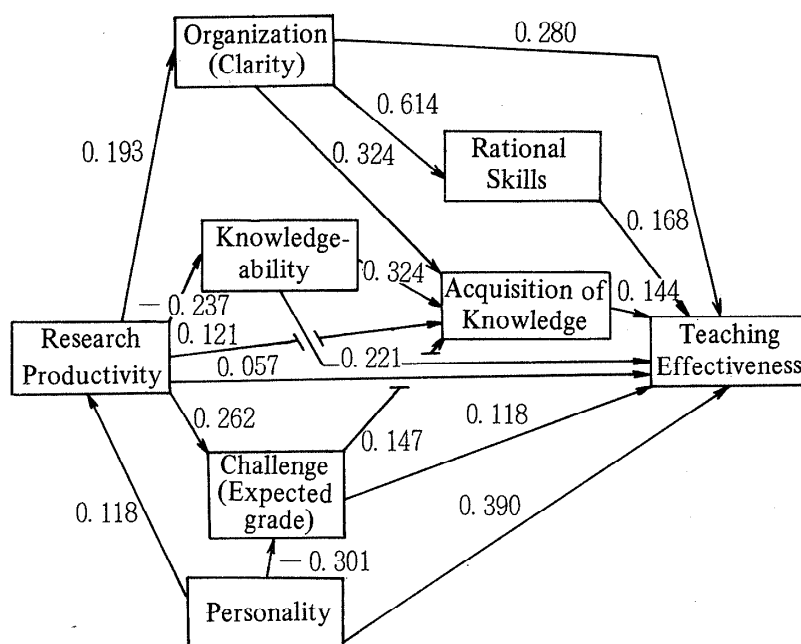 Organization
(Clarity)
0.280
0.614
0.193
0.324
Rational
Skills
0.168
Knowledge-
ability
0.324
－0.237
Acquisition of
Knowledge
0.144
0.121
Research
Productivity
Teaching
Effectiveness
0.057
0.221
0.262
0.147
0.118
Challenge
(Expected
grade)
0.118
0.390
－0.301
Personality